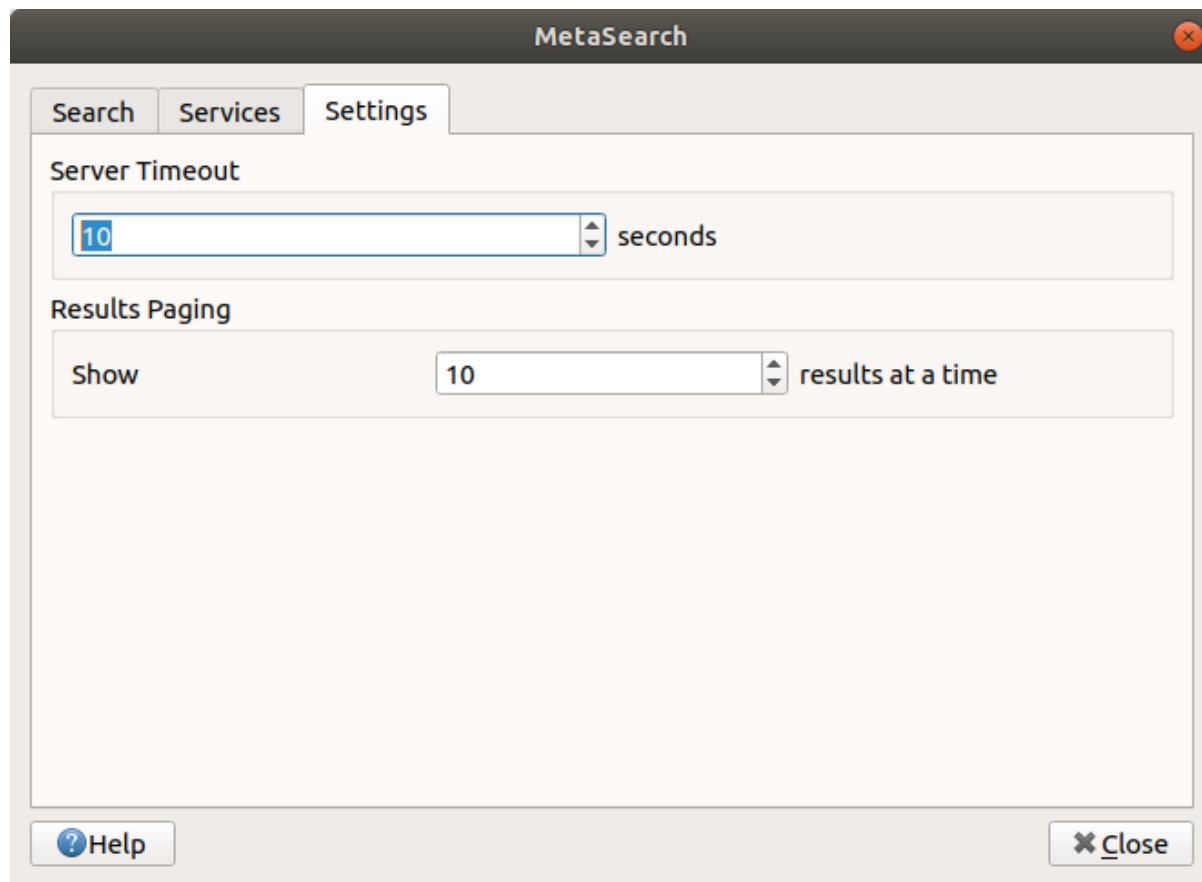 MetaSearch
Search Services Settings
Server Timeout
10 seconds
Results Paging
Show 10 results at a time
Help Close